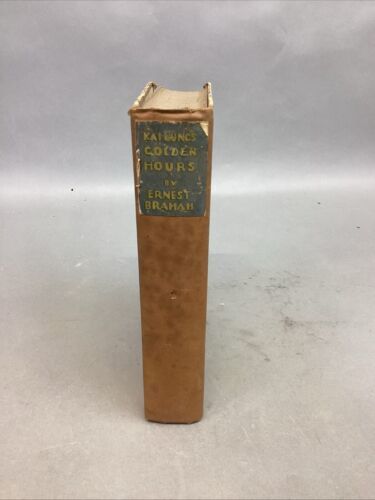 KAI LUNG'S
GOLDEN
HOURS
BY
ERNEST
BRAMAH